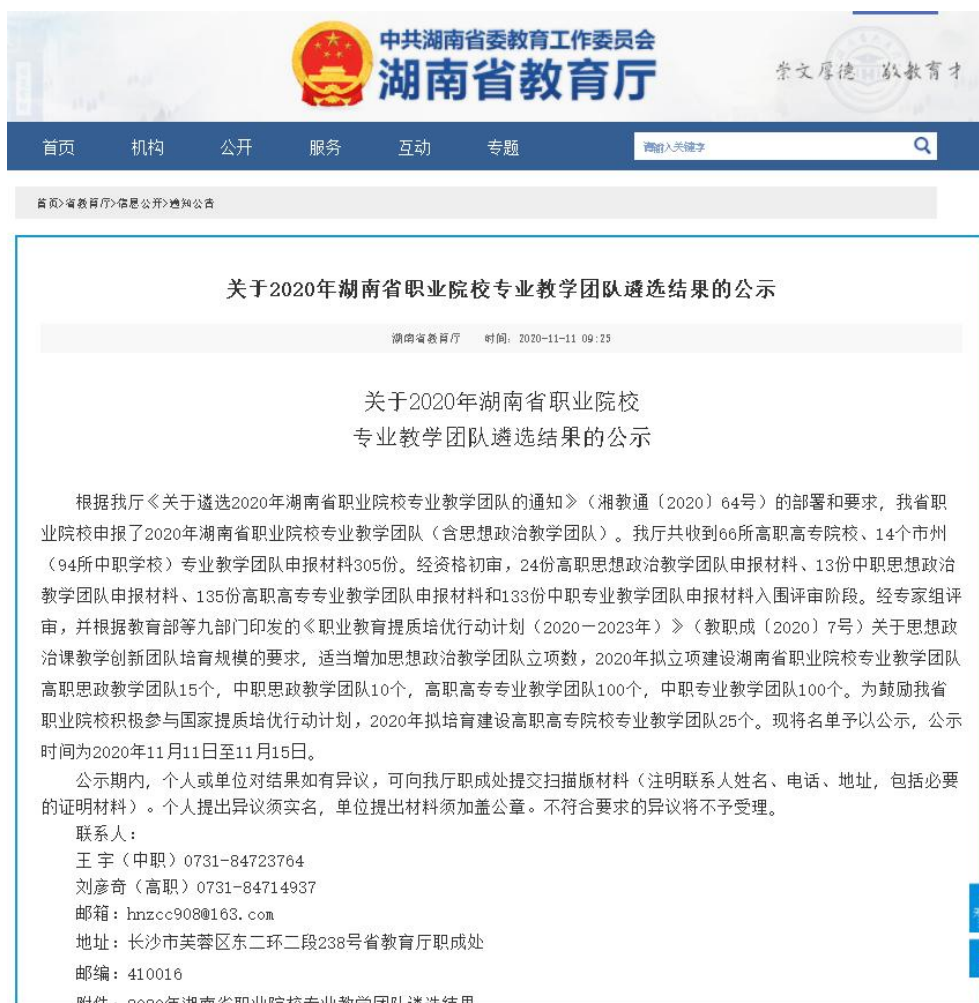 中共湖南省委教育工作委员会
湖南省教育厅
崇文厚德 敬教育才
首页 机构 公开 服务 互动 专题 请输入关键字
首页>省教育厅>信息公开>通知公告
关于2020年湖南省职业院校专业教学团队遴选结果的公示
湖南省教育厅 时间：2020-11-11 09:25
关于2020年湖南省职业院校
专业教学团队遴选结果的公示
根据我厅《关于遴选2020年湖南省职业院校专业教学团队的通知》（湘教通〔2020〕64号）的部署和要求，我省职
业院校申报了2020年湖南省职业院校专业教学团队（含思想政治教学团队）。我厅共收到66所高职高专院校、14个市州
（94所中职学校）专业教学团队申报材料305份。经资格初审，24份高职思想政治教学团队申报材料、13份中职思想政治
教学团队申报材料、135份高职高专专业教学团队申报材料和133份中职专业教学团队申报材料入围评审阶段。经专家组评
审，并根据教育部等九部门印发的《职业教育提质培优行动计划（2020—2023年）》（教职成〔2020〕7号）关于思想政
治课教学创新团队培育规模的要求，适当增加思想政治教学团队立项数，2020年拟立项建设湖南省职业院校专业教学团队
高职思政教学团队15个，中职思政教学团队10个，高职高专专业教学团队100个，中职专业教学团队100个。为鼓励我省
职业院校积极参与国家提质培优行动计划，2020年拟培育建设高职高专院校专业教学团队25个。现将名单予以公示，公示
时间为2020年11月11日至11月15日。
公示期内，个人或单位对结果如有异议，可向我厅职成处提交扫描版材料（注明联系人姓名、电话、地址，包括必要
的证明材料）。个人提出异议须实名，单位提出材料须加盖公章。不符合要求的异议将不予受理。
联系人：
王 宇（中职）0731-84723764
刘彦奇（高职）0731-84714937
邮箱：hnzcc908@163.com
地址：长沙市芙蓉区东二环二段238号省教育厅职成处
邮编：410016
附件：2020年湖南省职业院校专业教学团队遴选结果